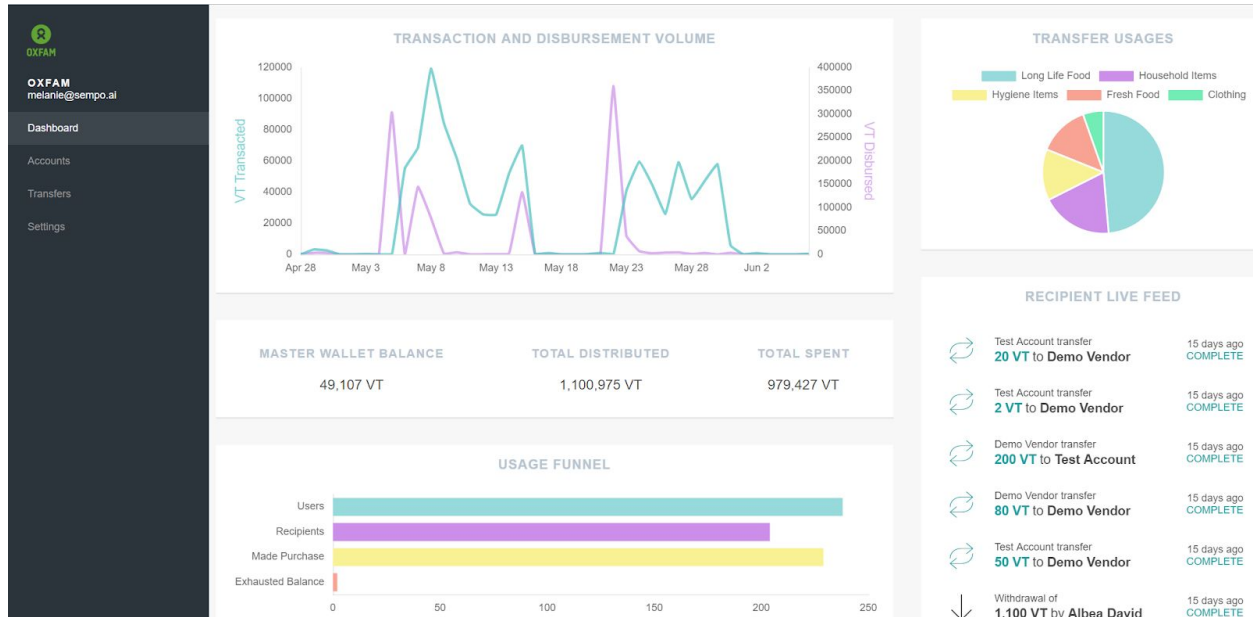 OXFAM
OXFAM
melanie@sempo.ai
Dashboard
Accounts
Transfers
Settings
TRANSACTION AND DISBURSEMENT VOLUME
VT Transacted
120000
100000
80000
60000
40000
20000
0
400000
350000
300000
250000
200000
150000
100000
50000
0
VT Disbursed
Apr 28 May 3 May 8 May 13 May 18 May 23 May 28 Jun 2
MASTER WALLET BALANCE TOTAL DISTRIBUTED TOTAL SPENT
49,107 VT 1,100,975 VT 979,427 VT
USAGE FUNNEL
Users
Recipients
Made Purchase
Exhausted Balance
0 50 100 150 200 250
TRANSFER USAGES
Long Life Food Household Items
Hygiene Items Fresh Food Clothing
RECIPIENT LIVE FEED
Test Account transfer 15 days ago
20 VT to Demo Vendor COMPLETE
Test Account transfer 15 days ago
2 VT to Demo Vendor COMPLETE
Demo Vendor transfer 15 days ago
200 VT to Test Account COMPLETE
Demo Vendor transfer 15 days ago
80 VT to Demo Vendor COMPLETE
Test Account transfer 15 days ago
50 VT to Demo Vendor COMPLETE
Withdrawal of 15 days ago
1,100 VT by Albea David COMPLETE